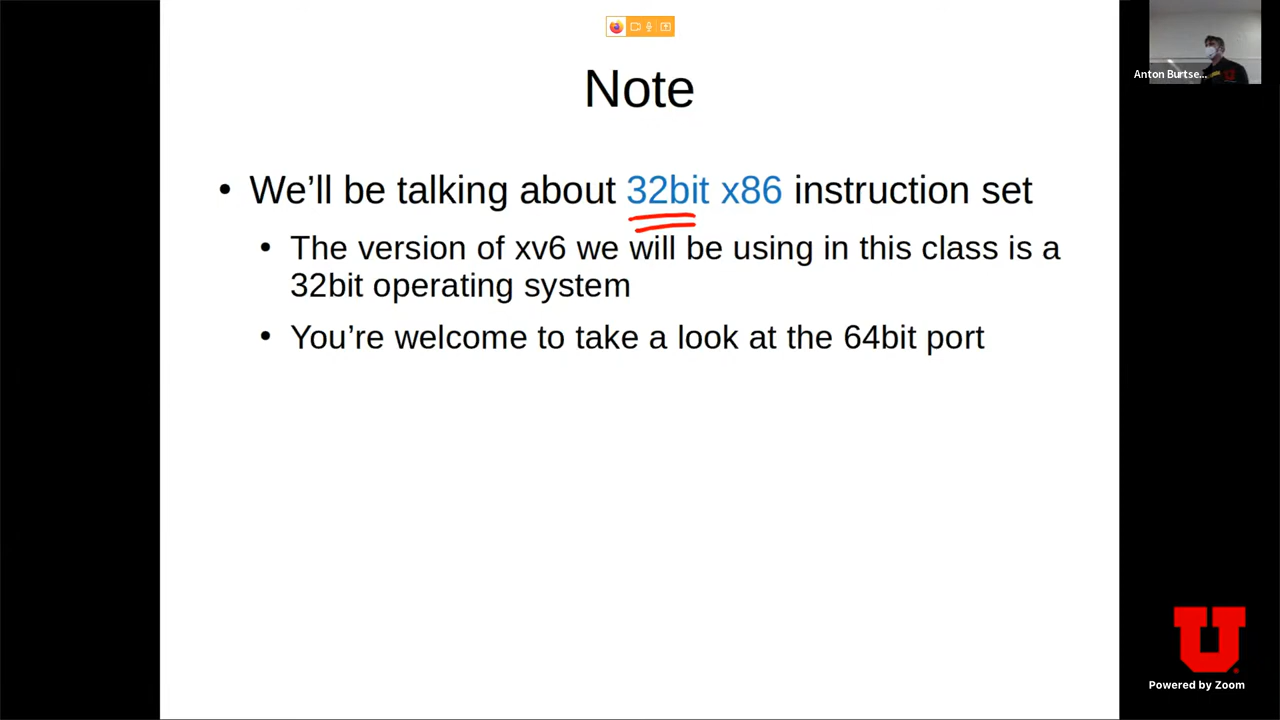 Note
Anton Burtse...
• We’ll be talking about 32bit x86 instruction set
• The version of xv6 we will be using in this class is a
32bit operating system
• You’re welcome to take a look at the 64bit port
U
Powered by Zoom